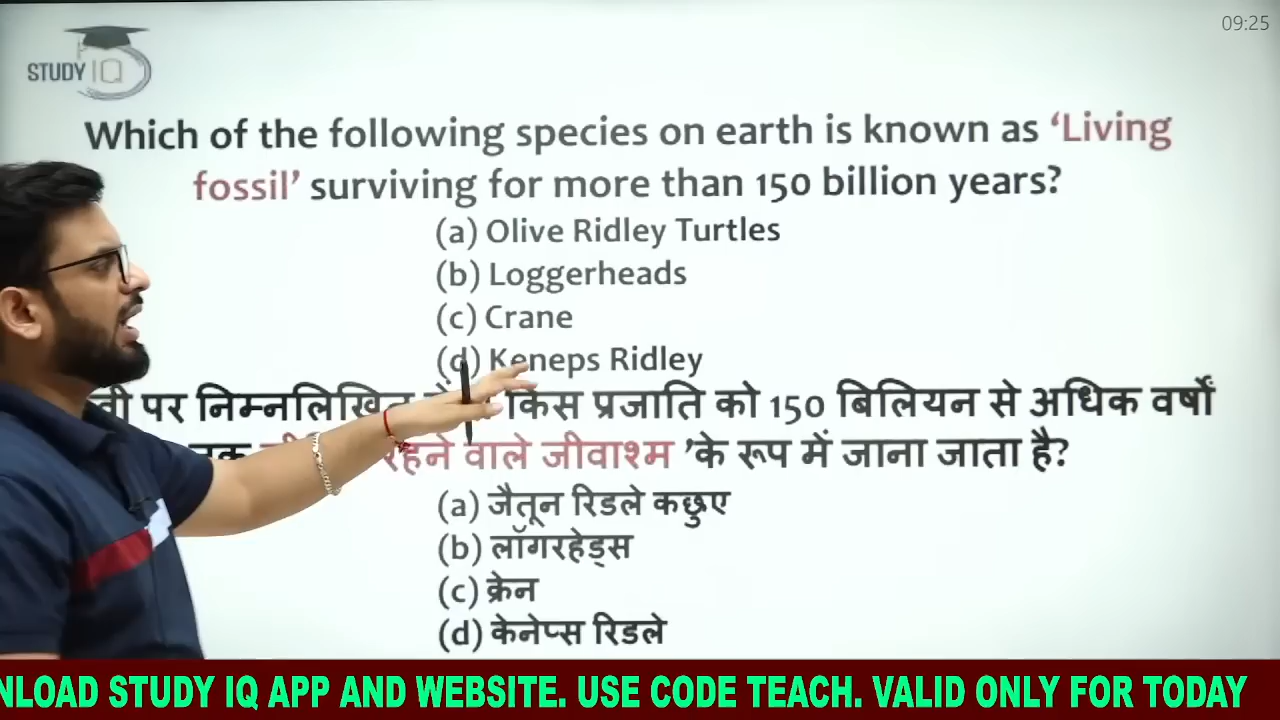 09:25
STUDY IQ
Which of the following species on earth is known as ‘Living
fossil’ surviving for more than 150 billion years?
(a) Olive Ridley Turtles
(b) Loggerheads
(c) Crane
(d) Keneps Ridley
पर निम्नलिखित किस प्रजाति को 150 बिलियन से अधिक वर्षों
रहने वाले जीवाश्म ’के रूप में जाना जाता है?
(a) जैतून रिडले कछुए
(b) लॉगरहेड्स
(c) क्रेन
(d) केनेप्स रिडले
NLOAD STUDY IQ APP AND WEBSITE. USE CODE TEACH. VALID ONLY FOR TODAY